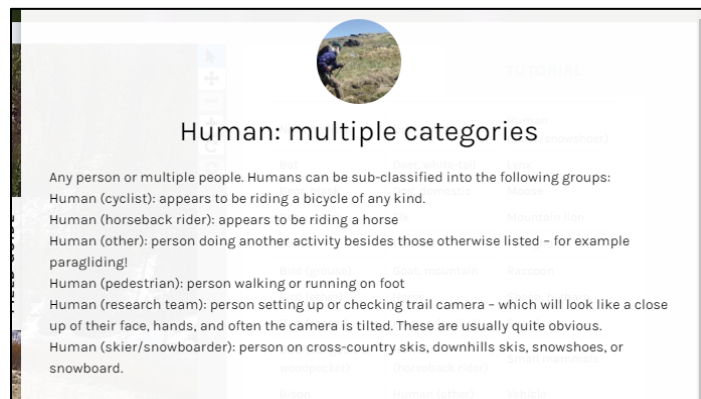 TUTORIAL
Human: multiple categories
Any person or multiple people. Humans can be sub-classified into the following groups:
Human (cyclist): appears to be riding a bicycle of any kind.
Human (horseback rider): appears to be riding a horse
Human (other): person doing another activity besides those otherwise listed – for example
paragliding!
Human (pedestrian): person walking or running on foot
Human (research team): person setting up or checking trail camera – which will look like a close
up of their face, hands, and often the camera is tilted. These are usually quite obvious.
Human (skier/snowboarder): person on cross-country skis, downhills skis, snowshoes, or
snowboard.
Bison
Human (other)
Vehicle